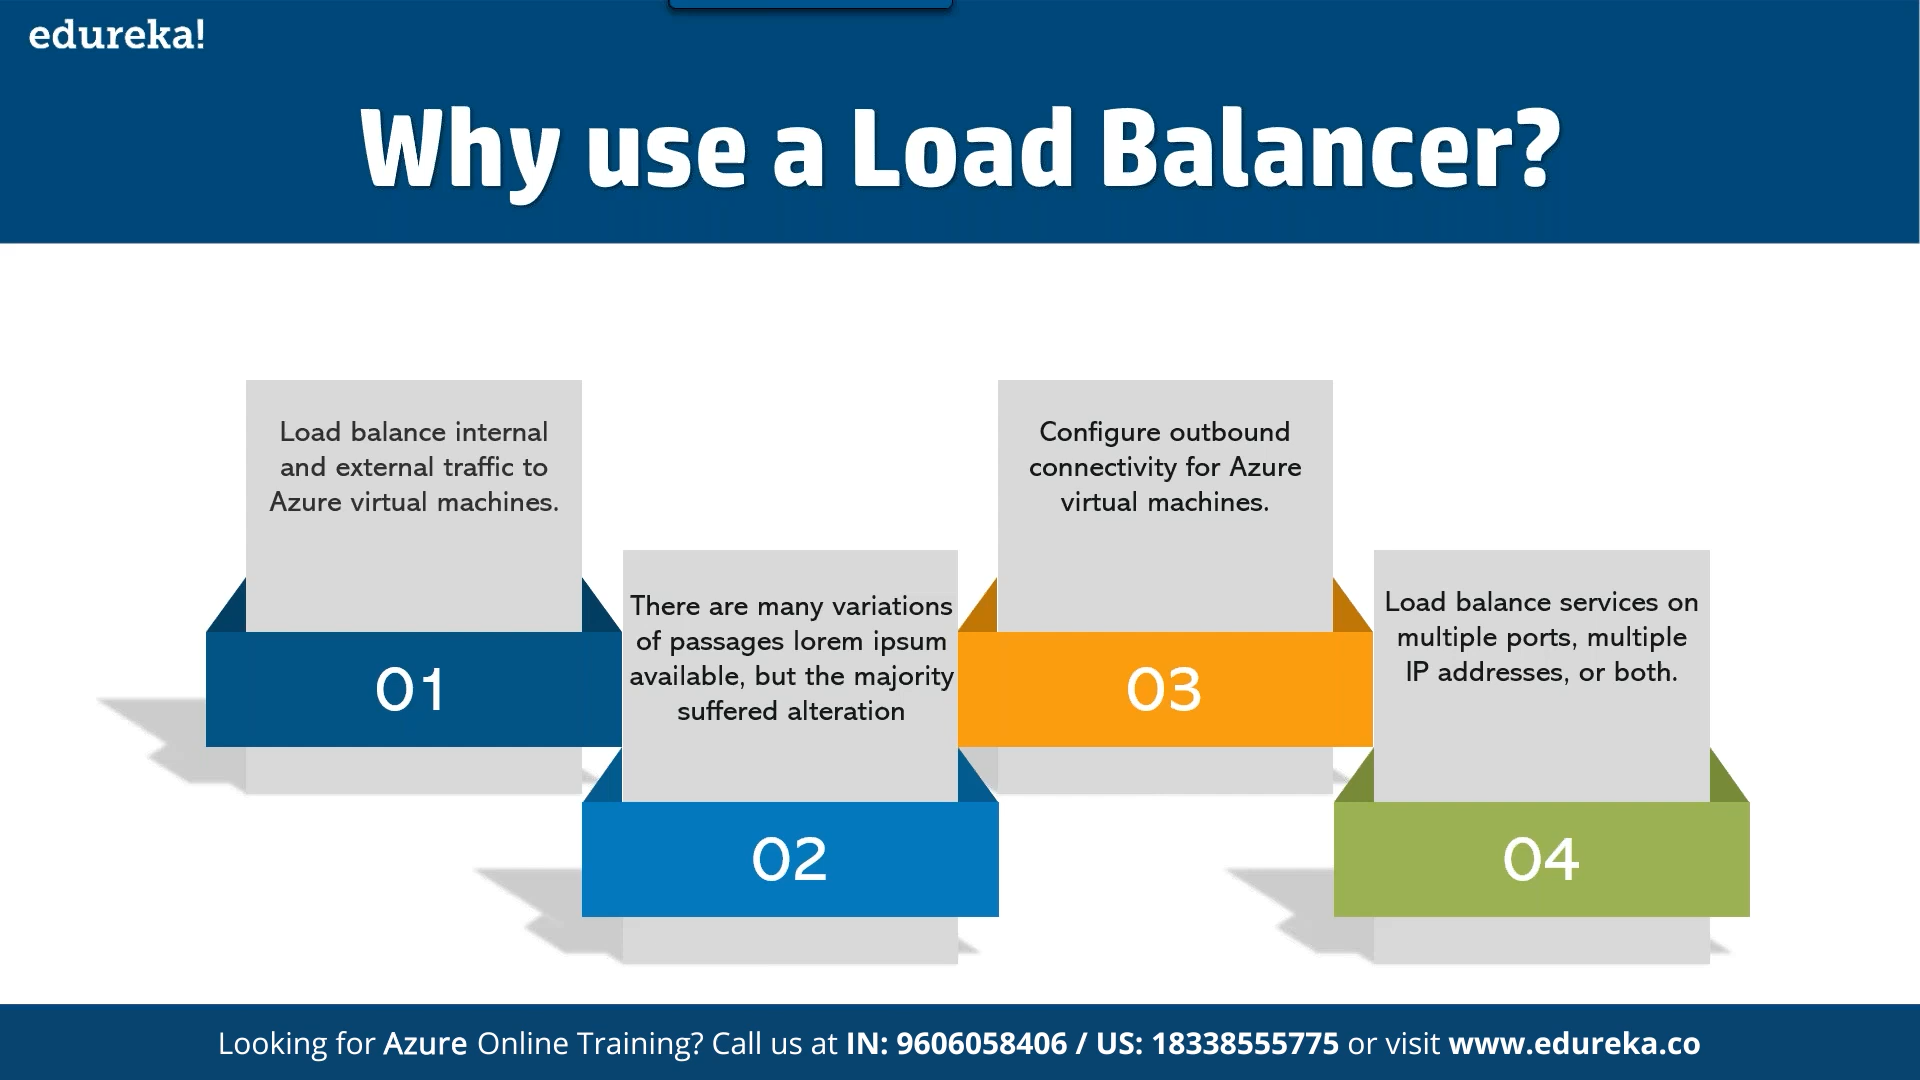 edureka!
Why use a Load Balancer?
Load balance internal
and external traffic to
Azure virtual machines.
01
There are many variations
of passages lorem ipsum
available, but the majority
suffered alteration
02
Configure outbound
connectivity for Azure
virtual machines.
03
Load balance services on
multiple ports, multiple
IP addresses, or both.
04
Looking for Azure Online Training? Call us at IN: 9606058406 / US: 18338555775 or visit www.edureka.co